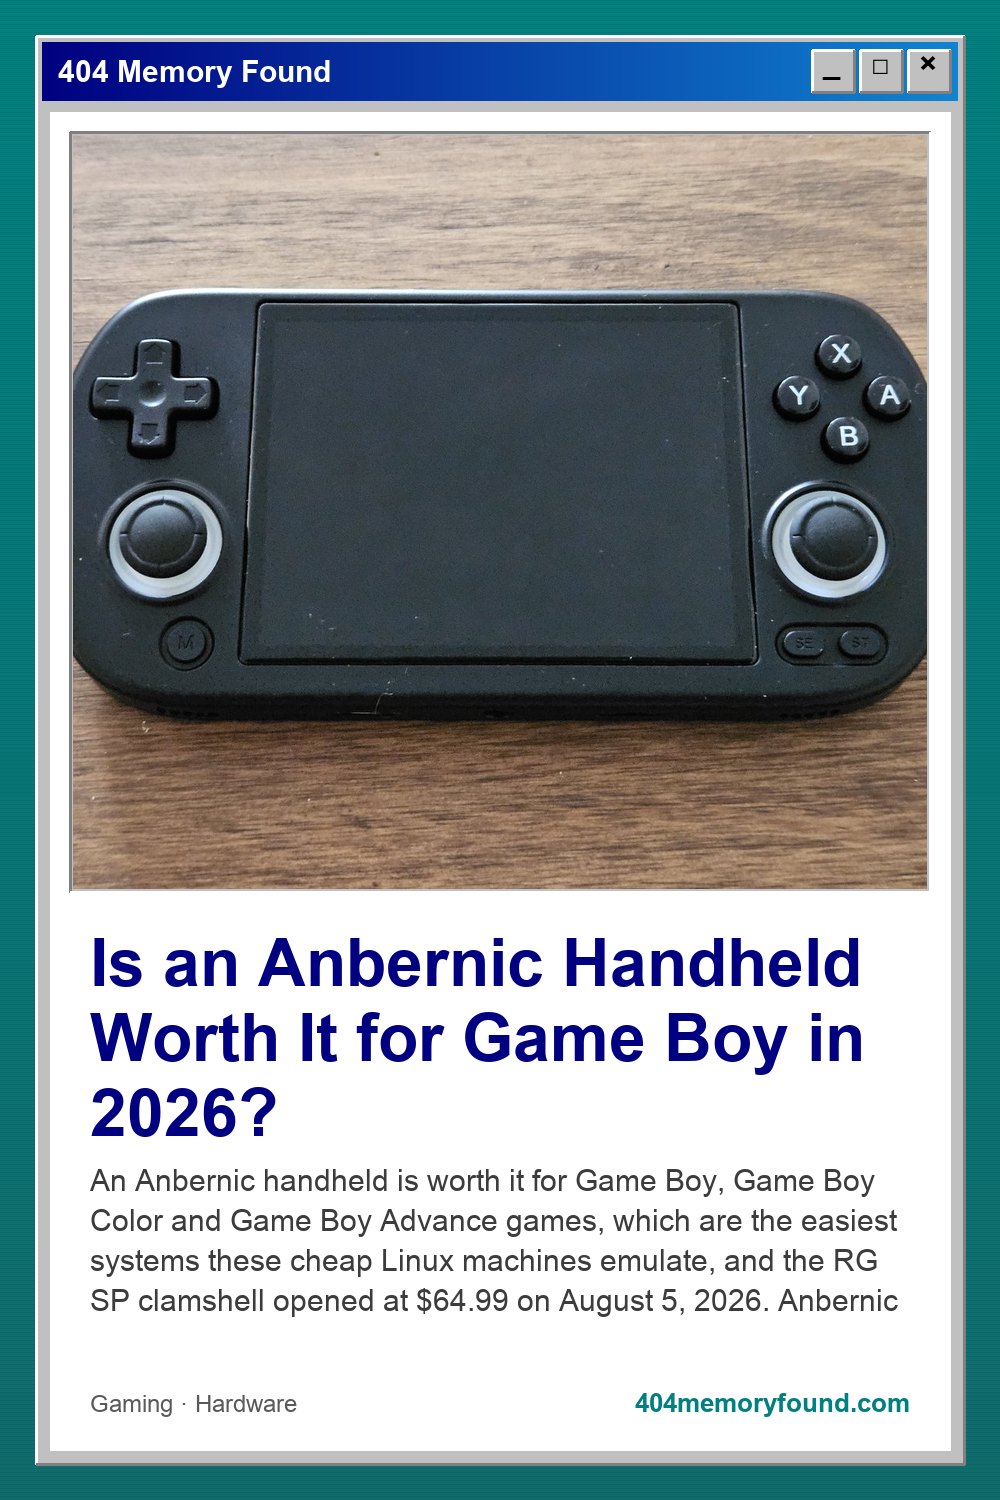 404 Memory Found
X
Y
A
B
M
SE
ST
Is an Anbernic Handheld
Worth It for Game Boy in
2026?
An Anbernic handheld is worth it for Game Boy, Game Boy
Color and Game Boy Advance games, which are the easiest
systems these cheap Linux machines emulate, and the RG
SP clamshell opened at $64.99 on August 5, 2026. Anbernic
Gaming · Hardware
404memoryfound.com